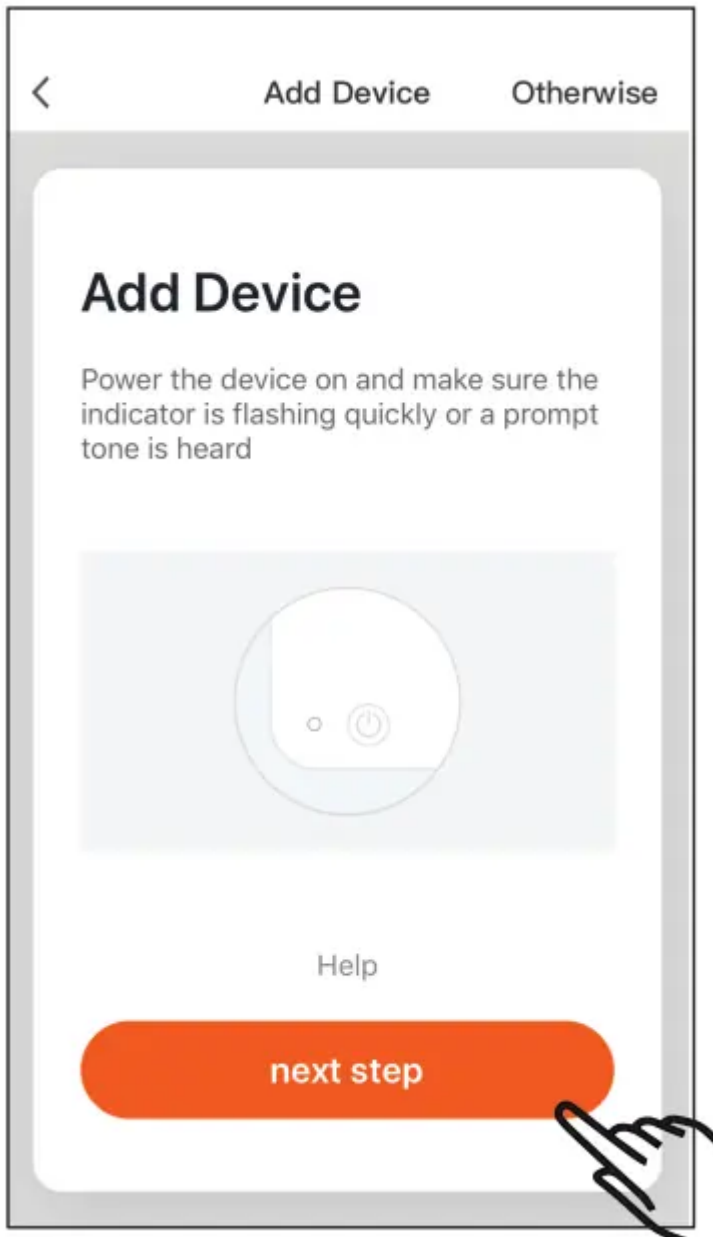 Add Device Otherwise
Add Device
Power the device on and make sure the
indicator is flashing quickly or a prompt
tone is heard
Help
next step